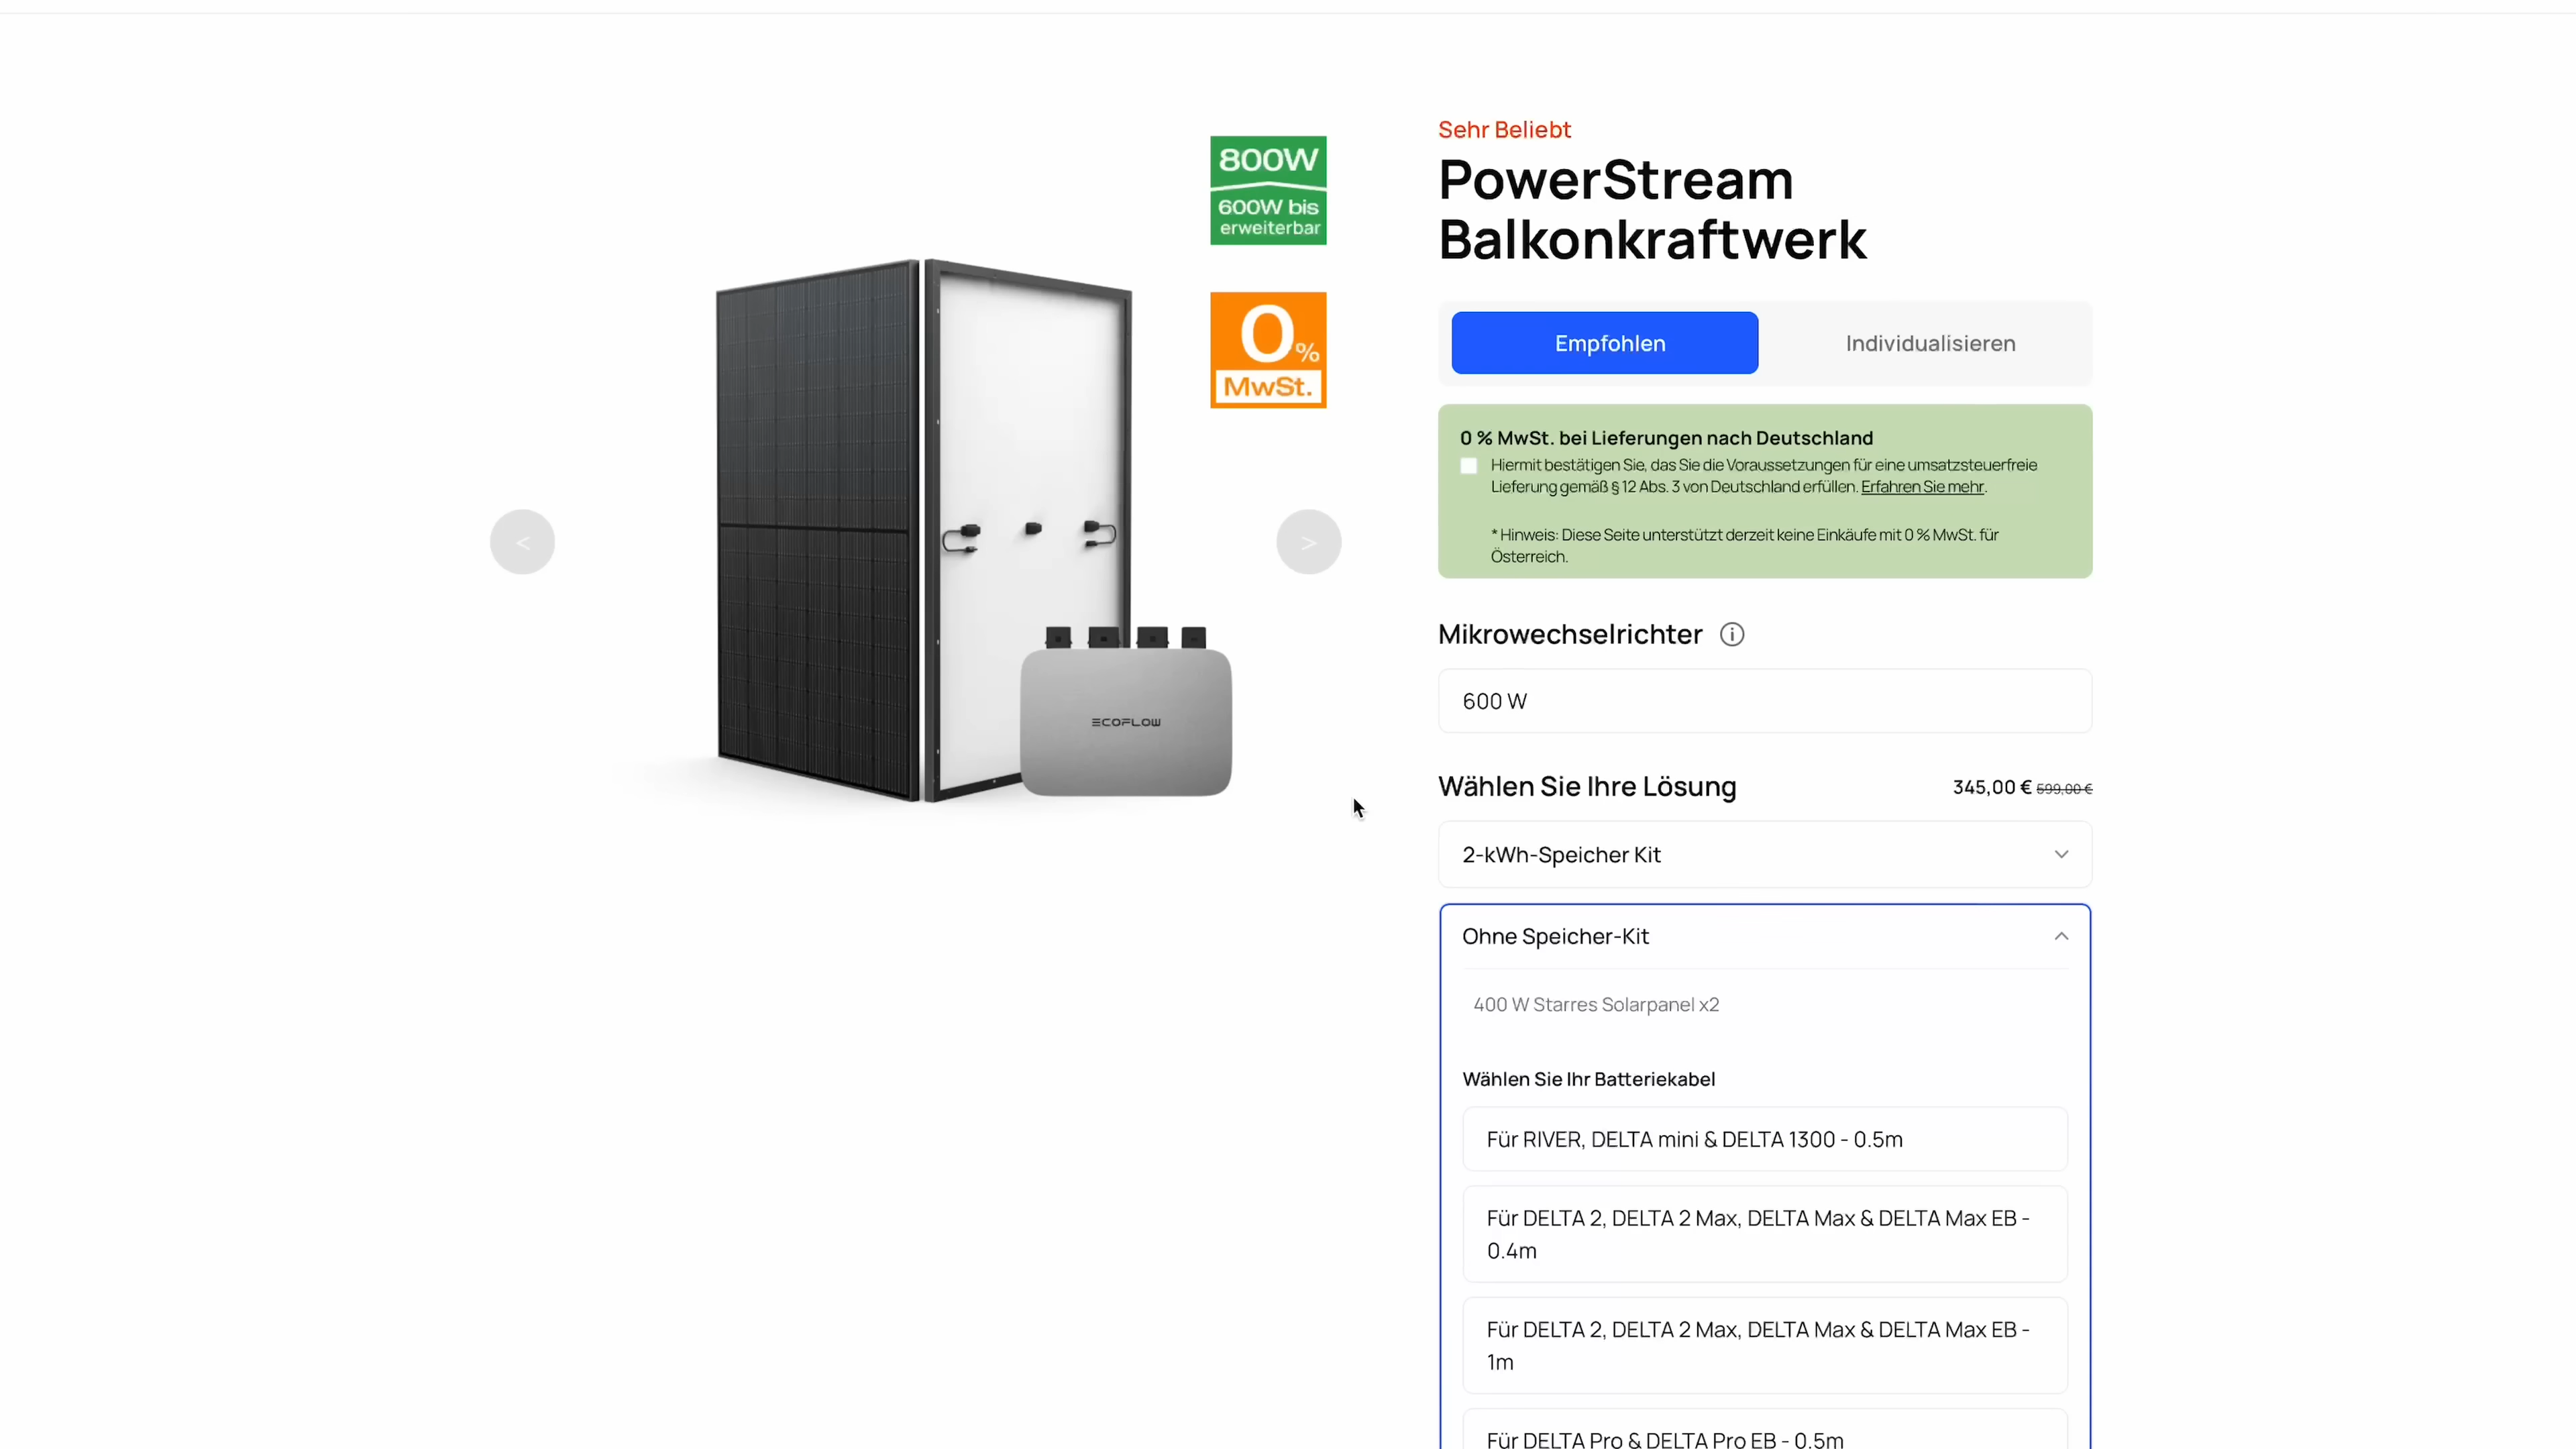 Sehr Beliebt
PowerStream
Balkonkraftwerk
800W
600W bis
erweiterbar
0%
MwSt.
ECOFLOW
<
>
Empfohlen
Individualisieren
0 % MwSt. bei Lieferungen nach Deutschland
Hiermit bestätigen Sie, das Sie die Voraussetzungen für eine umsatzsteuerfreie
Lieferung gemäß § 12 Abs. 3 von Deutschland erfüllen. Erfahren Sie mehr.
* Hinweis: Diese Seite unterstützt derzeit keine Einkäufe mit 0 % MwSt. für
Österreich.
Mikrowechselrichter
600 W
Wählen Sie Ihre Lösung
345,00 € 599,00 €
2-kWh-Speicher Kit
Ohne Speicher-Kit
400 W Starres Solarpanel x2
Wählen Sie Ihr Batteriekabel
Für RIVER, DELTA mini & DELTA 1300 - 0.5m
Für DELTA 2, DELTA 2 Max, DELTA Max & DELTA Max EB -
0.4m
Für DELTA 2, DELTA 2 Max, DELTA Max & DELTA Max EB -
1m
Für DELTA Pro & DELTA Pro EB - 0.5m